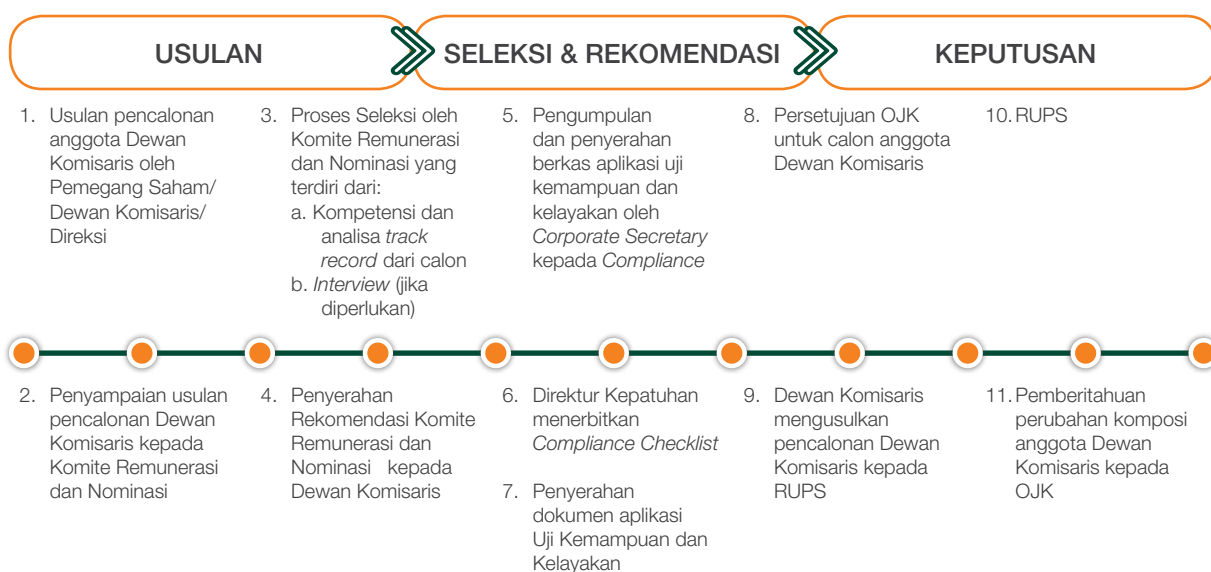 USULAN
SELEKSI & REKOMENDASI
KEPUTUSAN
1. Usulan pencalonan
anggota Dewan
Komisaris oleh
Pemegang Saham/
Dewan Komisaris/
Direksi
3. Proses Seleksi oleh
Komite Remunerasi
dan Nominasi yang
terdiri dari:
a. Kompetensi dan
analisa track
record dari calon
b. Interview (jika
diperlukan)
5. Pengumpulan
dan penyerahan
berkas aplikasi uji
kemampuan dan
kelayakan oleh
Corporate Secretary
kepada Compliance
8. Persetujuan OJK
untuk calon anggota
Dewan Komisaris
10. RUPS
2. Penyampaian usulan
pencalonan Dewan
Komisaris kepada
Komite Remunerasi
dan Nominasi
4. Penyerahan
Rekomendasi Komite
Remunerasi dan
Nominasi kepada
Dewan Komisaris
6. Direktur Kepatuhan
menerbitkan
Compliance Checklist
7. Penyerahan
dokumen aplikasi
Uji Kemampuan dan
Kelayakan
9. Dewan Komisaris
mengusulkan
pencalonan Dewan
Komisaris kepada
RUPS
11. Pemberitahuan
perubahan komposi
anggota Dewan
Komisaris kepada
OJK